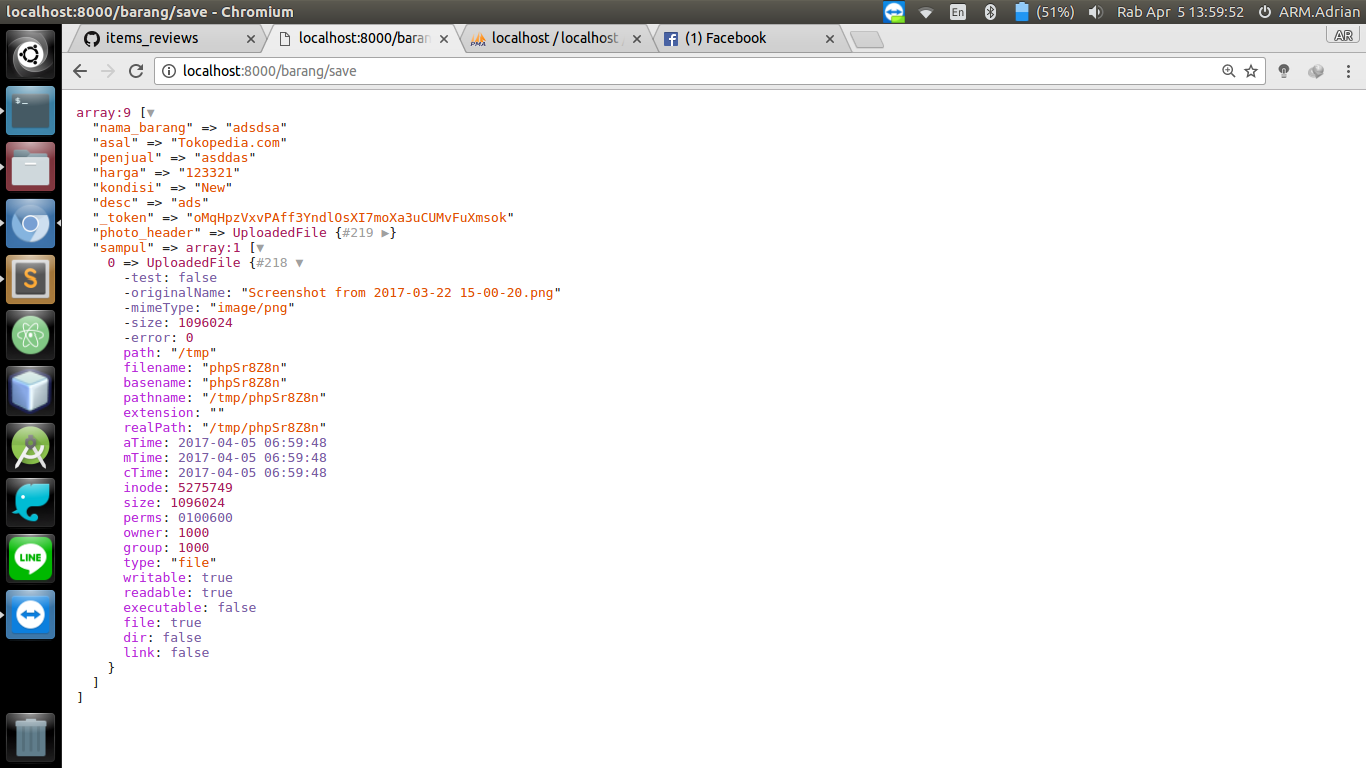 localhost:8000/barang/save - Chromium
En
(51%)
Rab Apr 5 13:59:52
ARM.Adrian
items_reviews
localhost:8000/baran
PMA
localhost / localhost
(1) Facebook
AR
localhost:8000/barang/save
array:9 [▼
"nama_barang" => "adsdsa"
"asal" => "Tokopedia.com"
"penjual" => "asddas"
"harga" => "123321"
"kondisi" => "New"
"desc" => "ads"
"_token" => "oMqHpzVxvPAff3YndlOsXI7moXa3uCUMvFuXmsok"
"photo_header" => UploadedFile {#219 ▶}
"sampul" => array:1 [▼
0 => UploadedFile {#218 ▼
-test: false
-originalName: "Screenshot from 2017-03-22 15-00-20.png"
-mimeType: "image/png"
-size: 1096024
-error: 0
path: "/tmp"
filename: "phpSr8Z8n"
basename: "phpSr8Z8n"
pathname: "/tmp/phpSr8Z8n"
extension: ""
realPath: "/tmp/phpSr8Z8n"
aTime: 2017-04-05 06:59:48
mTime: 2017-04-05 06:59:48
cTime: 2017-04-05 06:59:48
inode: 5275749
size: 1096024
perms: 0100600
owner: 1000
group: 1000
type: "file"
writable: true
readable: true
executable: false
file: true
dir: false
link: false
}
]
]
$_
S
LINE